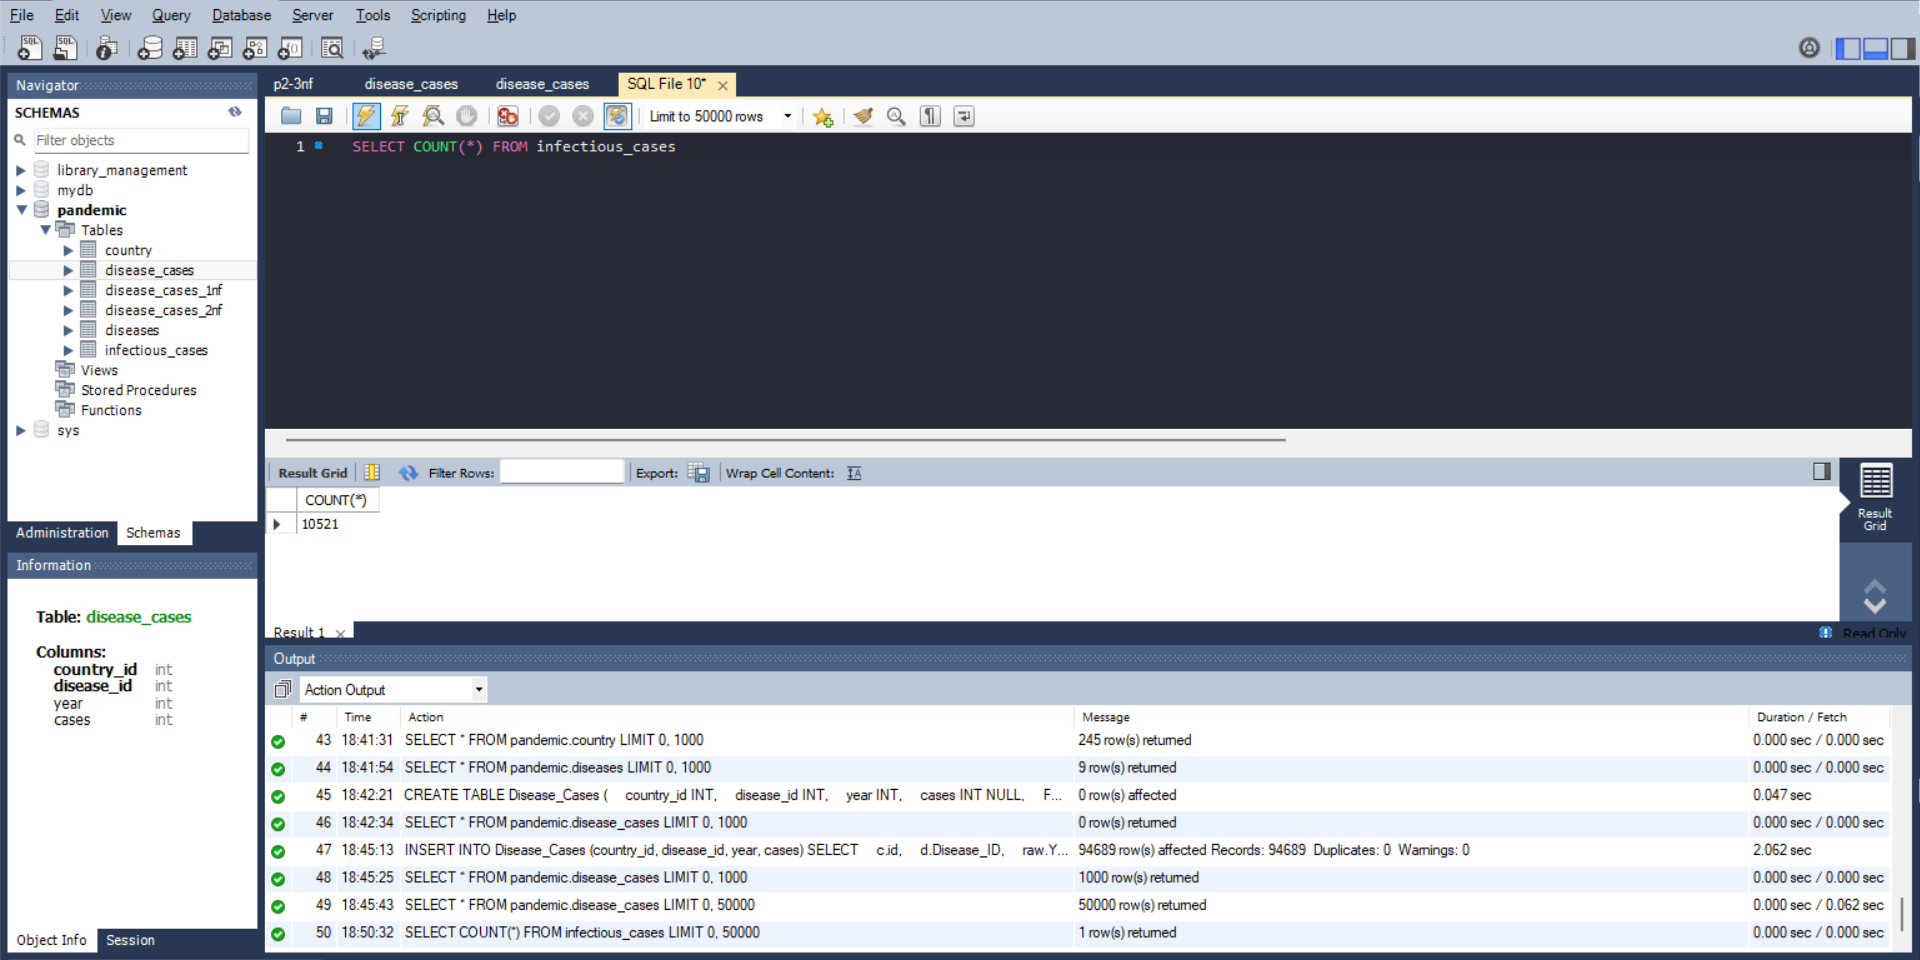 File Edit View Query Database Server Tools Scripting Help
Navigator
SCHEMAS
Filter objects
library_management
mydb
pandemic
Tables
country
disease_cases
disease_cases_1nf
disease_cases_2nf
diseases
infectious_cases
Views
Stored Procedures
Functions
sys
Administration Schemas
Information
Table: disease_cases
Columns:
country_id int
disease_id int
year int
cases int
Object Info Session
p2-3nf disease_cases disease_cases SQL File 10*
Limit to 50000 rows
1 SELECT COUNT(*) FROM infectious_cases
Result Grid Filter Rows: Export: Wrap Cell Content:
COUNT(*)
10521
Result
Grid
Result 1
Read Only
Output
Action Output
# Time Action Message Duration / Fetch
43 18:41:31 SELECT * FROM pandemic.country LIMIT 0, 1000 245 row(s) returned 0.000 sec / 0.000 sec
44 18:41:54 SELECT * FROM pandemic.diseases LIMIT 0, 1000 9 row(s) returned 0.000 sec / 0.000 sec
45 18:42:21 CREATE TABLE Disease_Cases ( country_id INT, disease_id INT, year INT, cases INT NULL, F... 0 row(s) affected 0.047 sec
46 18:42:34 SELECT * FROM pandemic.disease_cases LIMIT 0, 1000 0 row(s) returned 0.000 sec / 0.000 sec
47 18:45:13 INSERT INTO Disease_Cases (country_id, disease_id, year, cases) SELECT c.id, d.Disease_ID, raw.Y... 94689 row(s) affected Records: 94689 Duplicates: 0 Warnings: 0 2.062 sec
48 18:45:25 SELECT * FROM pandemic.disease_cases LIMIT 0, 1000 1000 row(s) returned 0.000 sec / 0.000 sec
49 18:45:43 SELECT * FROM pandemic.disease_cases LIMIT 0, 50000 50000 row(s) returned 0.000 sec / 0.062 sec
50 18:50:32 SELECT COUNT(*) FROM infectious_cases LIMIT 0, 50000 1 row(s) returned 0.000 sec / 0.000 sec